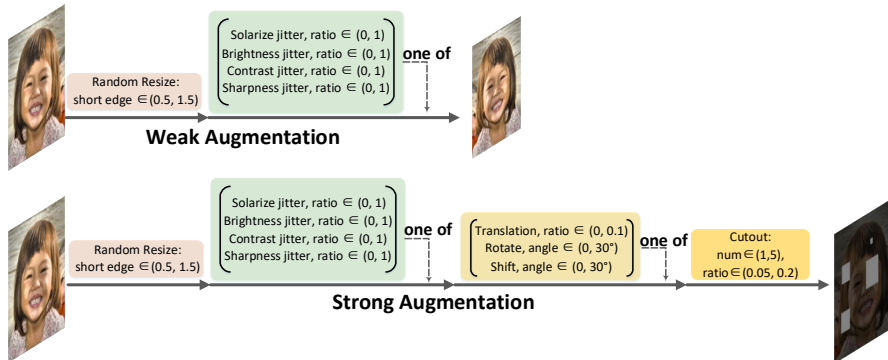 Random Resize:
short edge ∈(0.5, 1.5)
Solarize jitter, ratio ∈ (0, 1)
Brightness jitter, ratio ∈ (0, 1)
Contrast jitter, ratio ∈ (0, 1)
Sharpness jitter, ratio ∈ (0, 1)
one of
Weak Augmentation
Random Resize:
short edge ∈(0.5, 1.5)
Solarize jitter, ratio ∈ (0, 1)
Brightness jitter, ratio ∈ (0, 1)
Contrast jitter, ratio ∈ (0, 1)
Sharpness jitter, ratio ∈ (0, 1)
one of
Translation, ratio ∈ (0, 0.1)
Rotate, angle ∈ (0, 30°)
Shift, angle ∈ (0, 30°)
one of
Cutout:
num∈(1,5),
ratio∈(0.05, 0.2)
Strong Augmentation